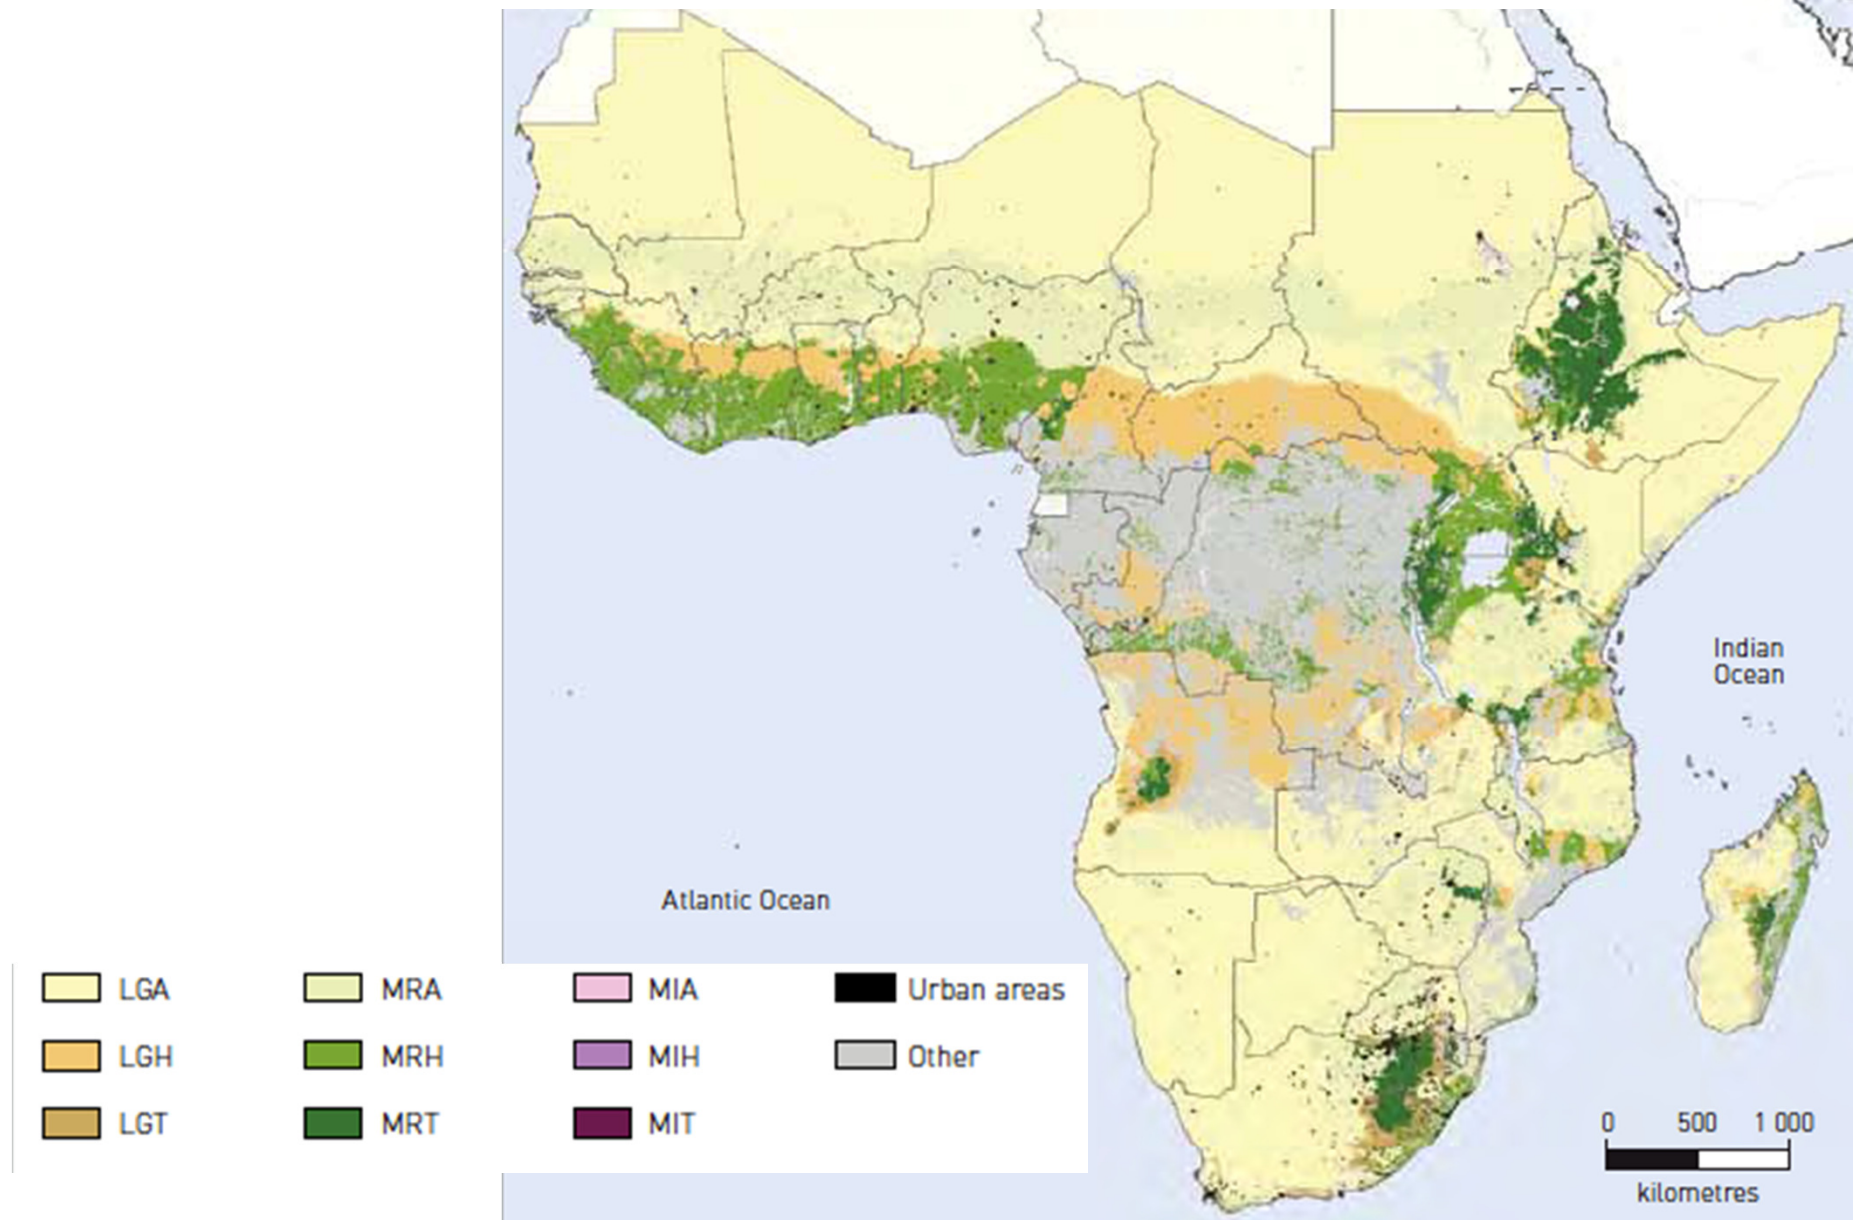 Indian
Ocean
Atlantic Ocean
LGA MRA MIA Urban areas
LGH MRH MIH Other
LGT MRT MIT
0 500 1 000
kilometres